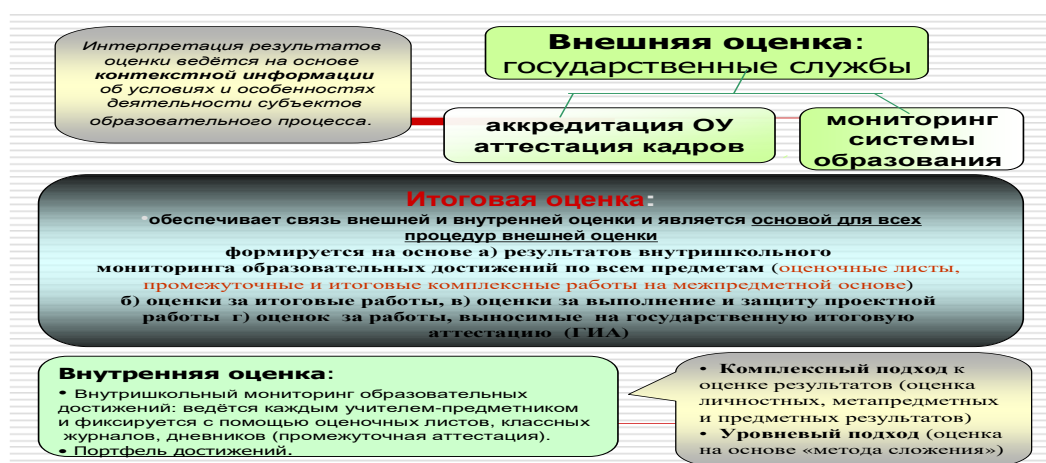 Интерпретация результатов
оценки ведётся на основе
контекстной информации
об условиях и особенностях
деятельности субъектов
образовательного процесса.
Внешняя оценка:
государственные службы
аккредитация ОУ
аттестация кадров
мониторинг
системы
образования
Итоговая оценка:
•обеспечивает связь внешней и внутренней оценки и является основой для всех
процедур внешней оценки
формируется на основе а) результатов внутришкольного
мониторинга образовательных достижений по всем предметам (оценочные листы,
промежуточные и итоговые комплексные работы на межпредметной основе)
б) оценки за итоговые работы, в) оценки за выполнение и защиту проектной
работы г) оценок за работы, выносимые на государственную итоговую
аттестацию (ГИА)
Внутренняя оценка:
• Внутришкольный мониторинг образовательных
достижений: ведётся каждым учителем-предметником
и фиксируется с помощью оценочных листов, классных
журналов, дневников (промежуточная аттестация).
• Портфель достижений.
• Комплексный подход к
оценке результатов (оценка
личностных, метапредметных
и предметных результатов)
• Уровневый подход (оценка
на основе «метода сложения»)